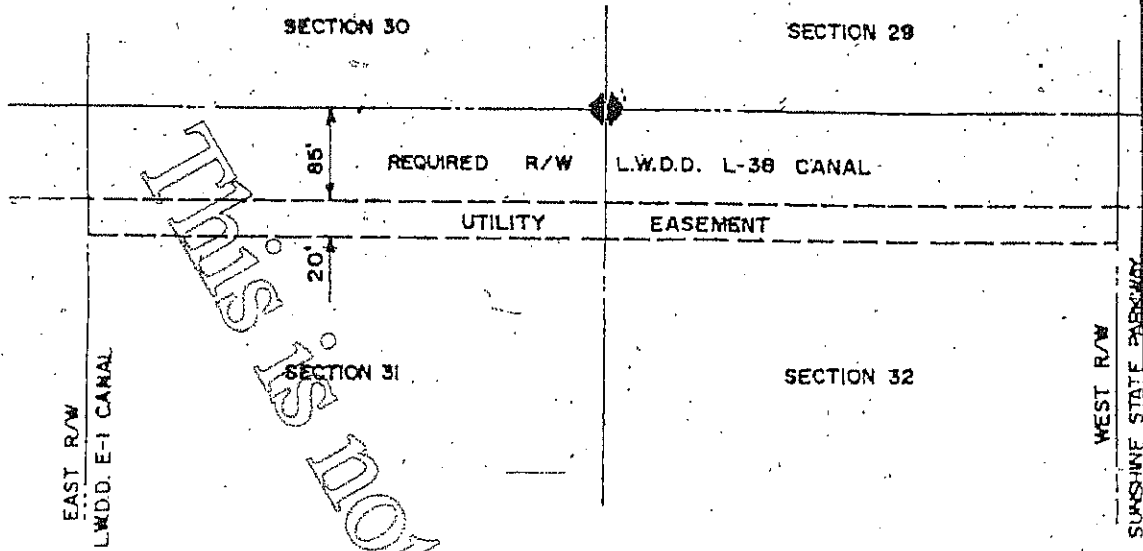 SECTION 30
SECTION 29
85'
REQUIRED R/W L.W.D.D. L-38 CANAL
UTILITY EASEMENT
20'
SECTION 31
SECTION 32
EAST R/W
L.W.D.D. E-1 CANAL
WEST R/W
SUNSHINE STATE PARKWAY
This is not